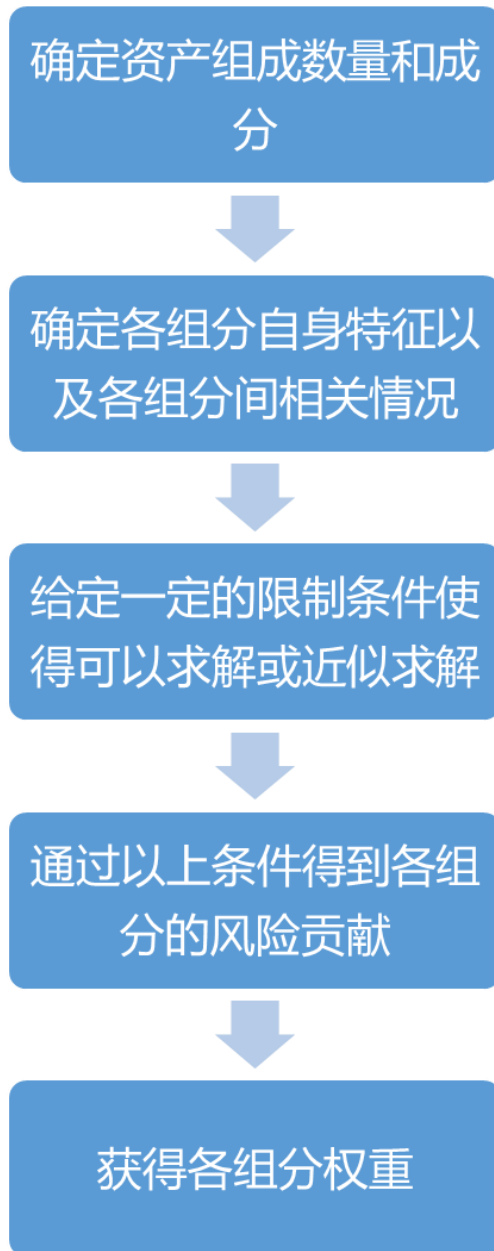 确定资产组成数量和成
分
确定各组分自身特征以
及各组分间相关情况
给定一定的限制条件使
得可以求解或近似求解
通过以上条件得到各组
分的风险贡献
获得各组分权重